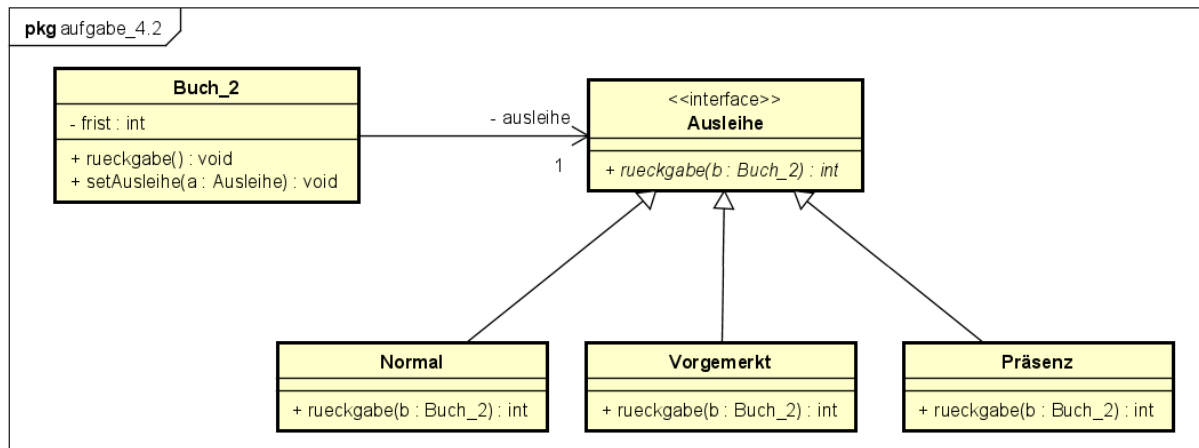 pkg aufgabe_4.2
Buch_2
- frist : int
+ rueckgabe() : void
+ setAusleihe(a : Ausleihe) : void
- ausleihe
1
<<interface>>
Ausleihe
+ rueckgabe(b : Buch_2) : int
Normal
+ rueckgabe(b : Buch_2) : int
Vorgemerkt
+ rueckgabe(b : Buch_2) : int
Präsenz
+ rueckgabe(b : Buch_2) : int